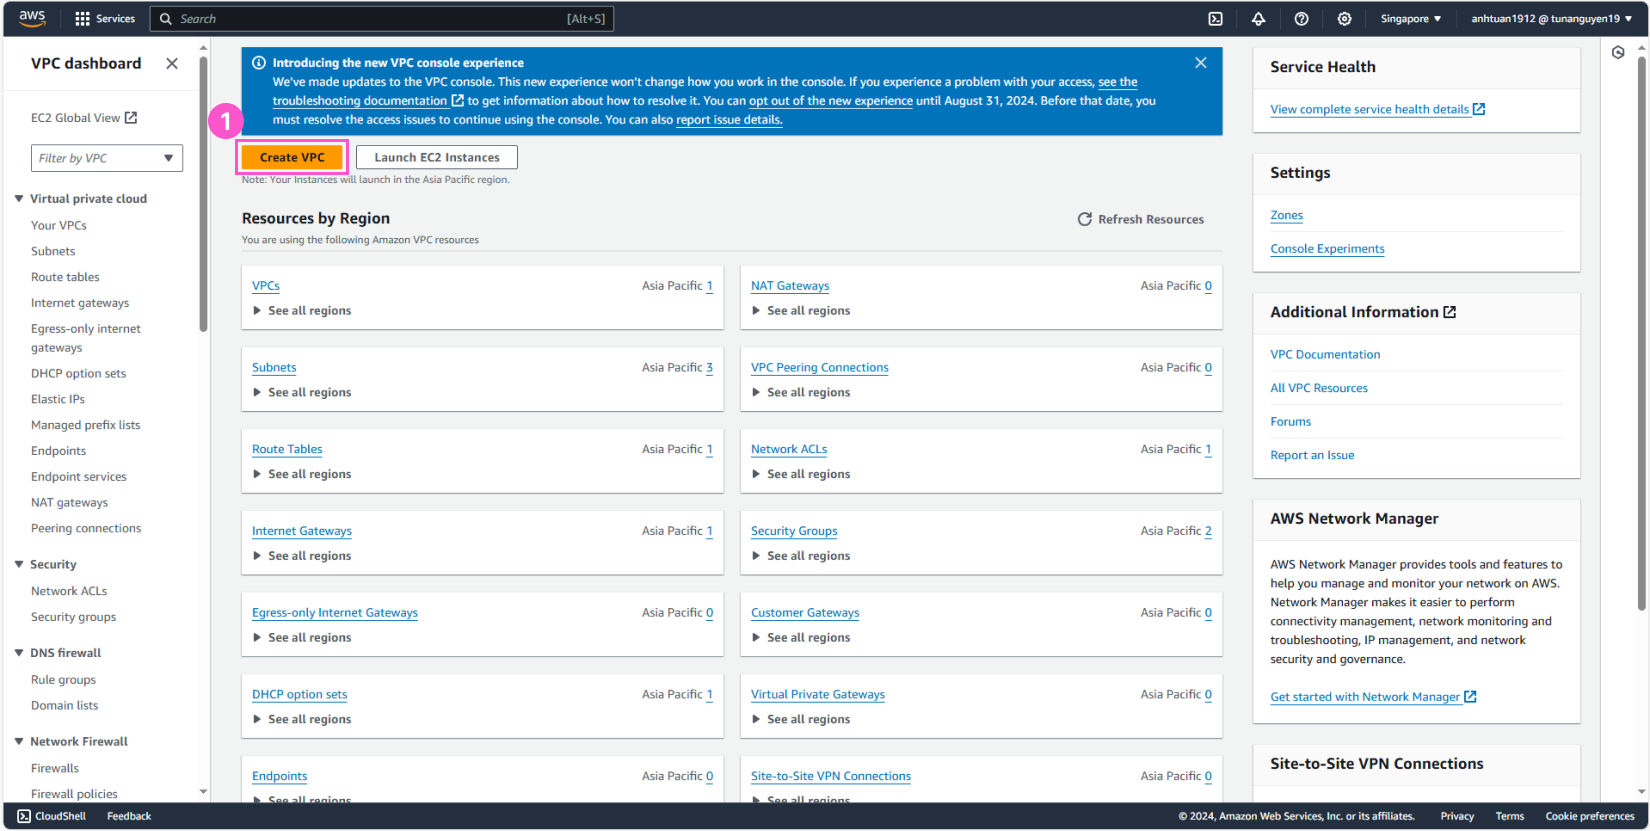 aws
Services
Search
[Alt+S]
Singapore ▼
anhtuan1912 @ tunanguyen19 ▼
VPC dashboard
EC2 Global View
Filter by VPC
Virtual private cloud
Your VPCs
Subnets
Route tables
Internet gateways
Egress-only internet
gateways
DHCP option sets
Elastic IPs
Managed prefix lists
Endpoints
Endpoint services
NAT gateways
Peering connections
Security
Network ACLs
Security groups
DNS firewall
Rule groups
Domain lists
Network Firewall
Firewalls
Firewall policies
Introducing the new VPC console experience
We've made updates to the VPC console. This new experience won't change how you work in the console. If you experience a problem with your access, see the
troubleshooting documentation to get information about how to resolve it. You can opt out of the new experience until August 31, 2024. Before that date, you
must resolve the access issues to continue using the console. You can also report issue details.
1
Create VPC
Launch EC2 Instances
Note: Your Instances will launch in the Asia Pacific region.
Resources by Region
Refresh Resources
You are using the following Amazon VPC resources
VPCs
Asia Pacific 1
See all regions
NAT Gateways
Asia Pacific 0
See all regions
Subnets
Asia Pacific 3
See all regions
VPC Peering Connections
Asia Pacific 0
See all regions
Route Tables
Asia Pacific 1
See all regions
Network ACLs
Asia Pacific 1
See all regions
Internet Gateways
Asia Pacific 1
See all regions
Security Groups
Asia Pacific 2
See all regions
Egress-only Internet Gateways
Asia Pacific 0
See all regions
Customer Gateways
Asia Pacific 0
See all regions
DHCP option sets
Asia Pacific 1
See all regions
Virtual Private Gateways
Asia Pacific 0
See all regions
Endpoints
Asia Pacific 0
See all regions
Site-to-Site VPN Connections
Asia Pacific 0
See all regions
Service Health
View complete service health details
Settings
Zones
Console Experiments
Additional Information
VPC Documentation
All VPC Resources
Forums
Report an Issue
AWS Network Manager
AWS Network Manager provides tools and features to
help you manage and monitor your network on AWS.
Network Manager makes it easier to perform
connectivity management, network monitoring and
troubleshooting, IP management, and network
security and governance.
Get started with Network Manager
Site-to-Site VPN Connections
CloudShell
Feedback
© 2024, Amazon Web Services, Inc. or its affiliates.
Privacy
Terms
Cookie preferences